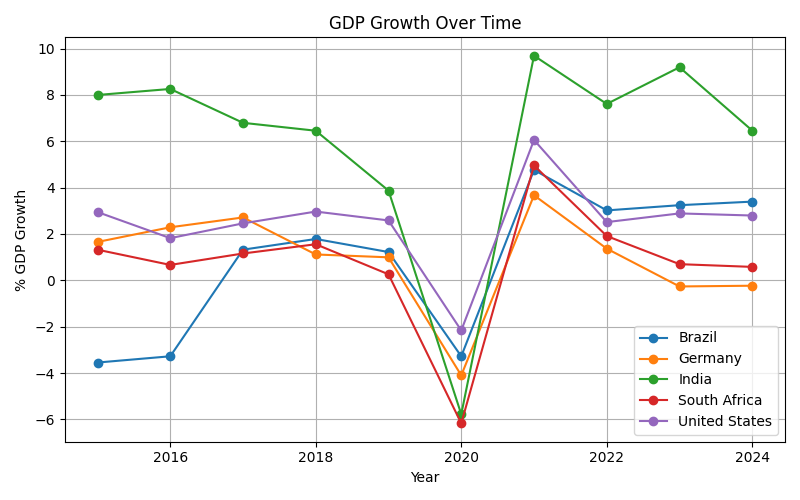 GDP Growth Over Time
% GDP Growth
10
8
6
4
2
0
−2
−4
−6
2016
2018
2020
2022
2024
Year
Brazil
Germany
India
South Africa
United States